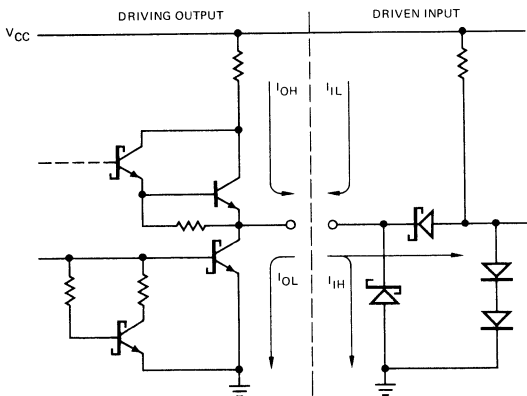 DRIVING OUTPUT
DRIVEN INPUT
VCC
IOH
IIL
IOL
IIH